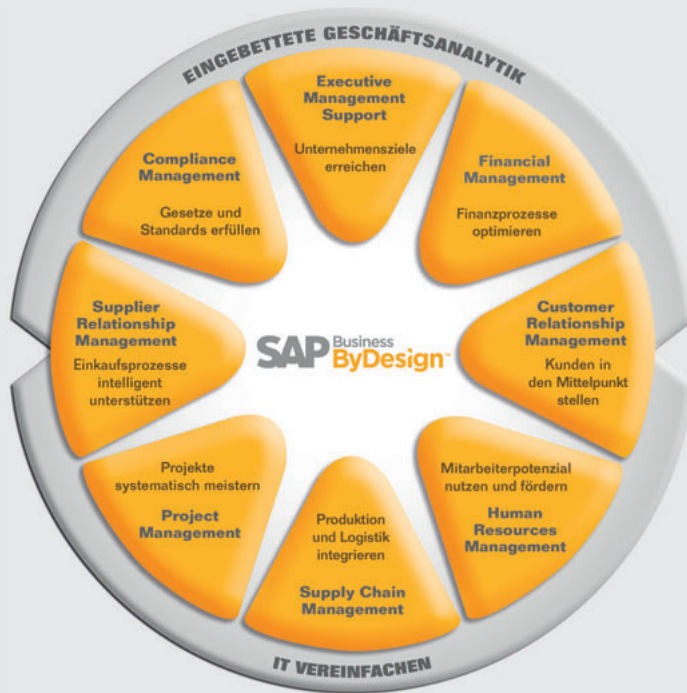 EINGEBETTETE GESCHÄFTSANALYTIK
Executive
Management
Support
Unternehmensziele
erreichen
Financial
Management
Finanzprozesse
optimieren
Customer
Relationship
Management
Kunden in
den Mittelpunkt
stellen
Mitarbeiterpotenzial
nutzen und fördern
Human
Resources
Management
Produktion
und Logistik
integrieren
Supply Chain
Management
Projekte
systematisch meistern
Project
Management
Supplier
Relationship
Management
Einkaufsprozesse
intelligent
unterstützen
Compliance
Management
Gesetze und
Standards erfüllen
SAP Business
ByDesign™
IT VEREINFACHEN